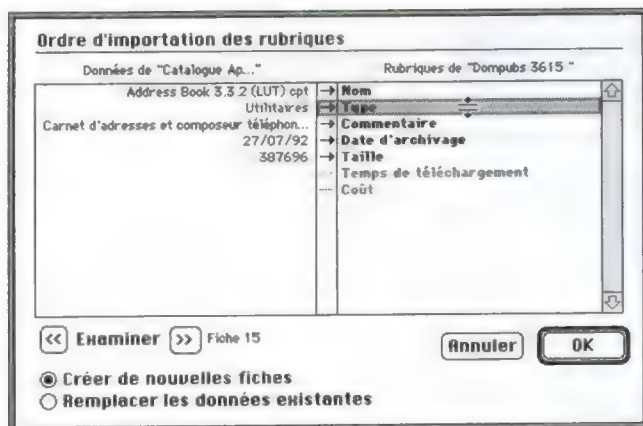 Ordre d'importation des rubriques
Données de "Catalogue Ap..." Rubriques de "Dompubs 3615 "
Address Book 3.3.2 (LUT) cpt → Nom
Utilitaires → Type
Carnet d'adresses et composeur téléphon... → Commentaire
27/07/92 → Date d'archivage
387696 → Taille
Temps de téléchargement
Coût
<< Examiner >> Fiche 15
Annuler OK
Créer de nouvelles fiches
Remplacer les données existantes